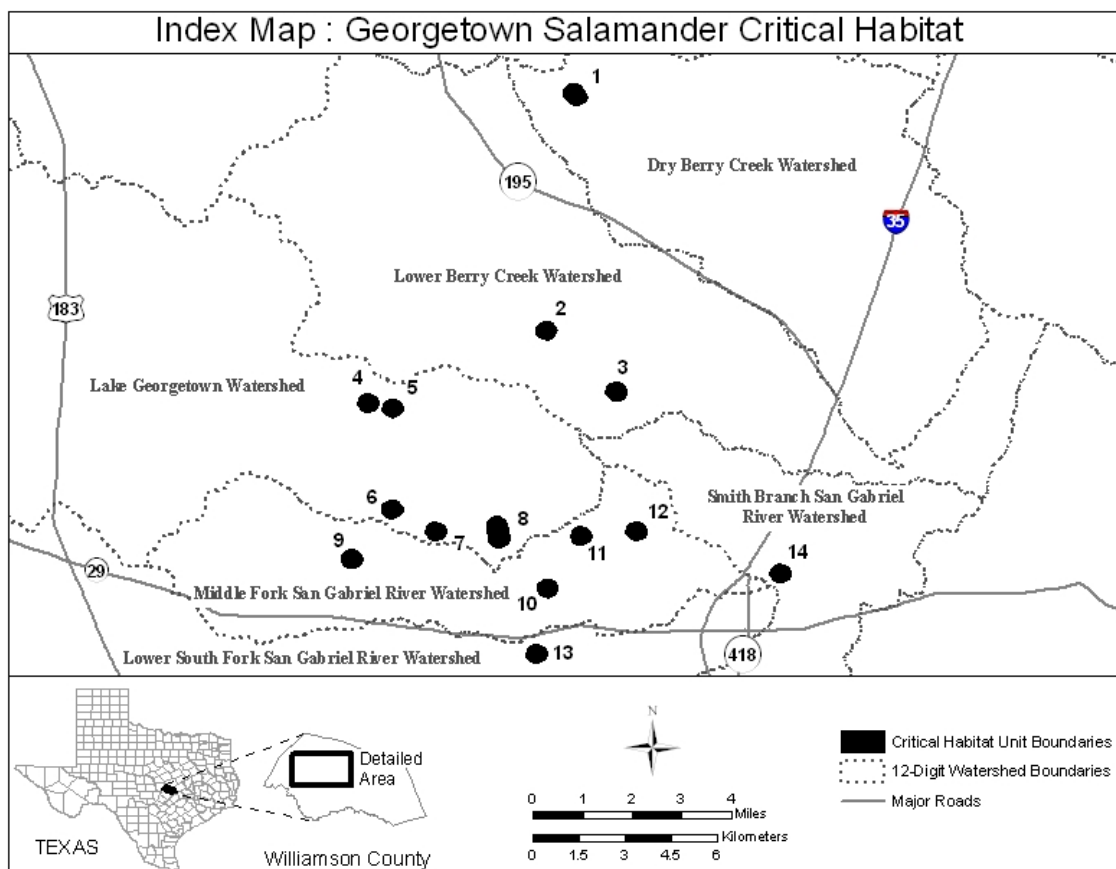 Index Map : Georgetown Salamander Critical Habitat
1
Dry Berry Creek Watershed
195
35
Lower Berry Creek Watershed
183
2
3
Lake Georgetown Watershed
4
5
Smith Branch San Gabriel
River Watershed
6
7
8
9
10
11
12
14
29
Middle Fork San Gabriel River Watershed
13
Lower South Fork San Gabriel River Watershed
418
TEXAS
Williamson County
Detailed
Area
N
0 1 2 3 4
Miles
Kilometers
0 1.5 3 4.5 6
Critical Habitat Unit Boundaries
12-Digit Watershed Boundaries
Major Roads